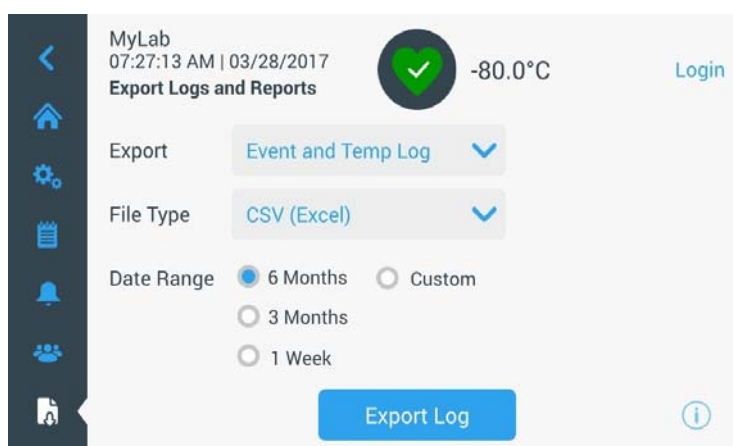 MyLab
07:27:13 AM | 03/28/2017
Export Logs and Reports
-80.0°C
Login
Export
Event and Temp Log
File Type
CSV (Excel)
Date Range
6 Months
Custom
3 Months
1 Week
Export Log
i